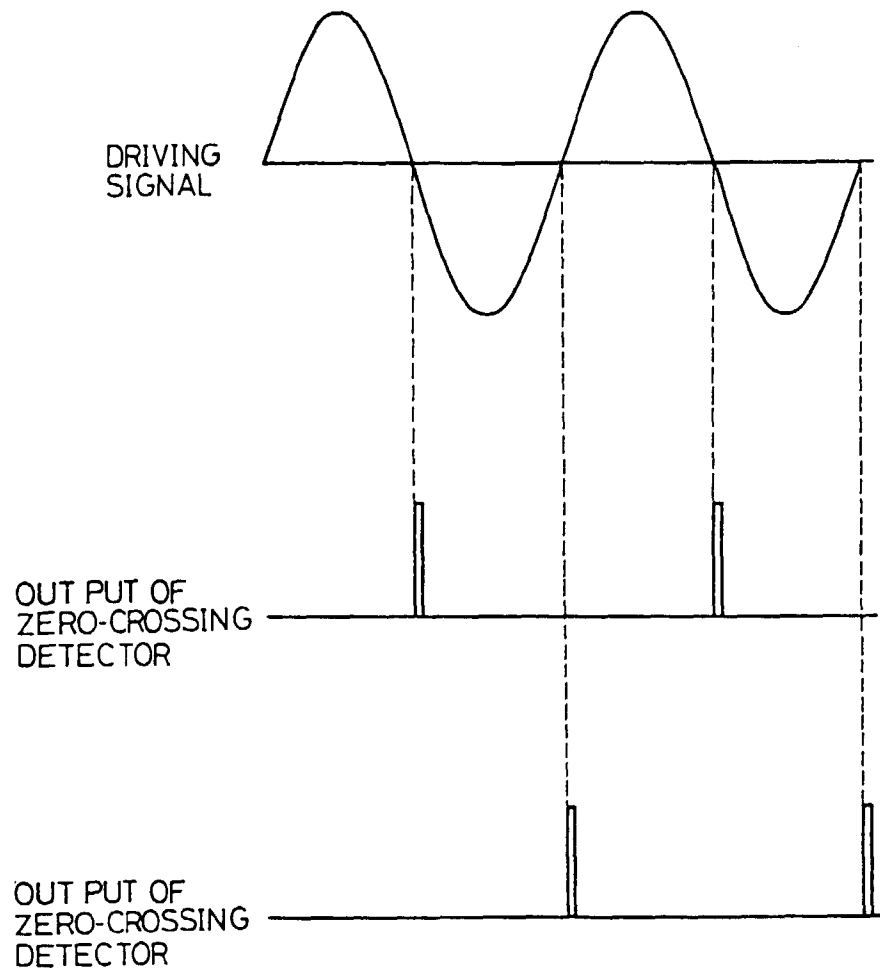 DRIVING
SIGNAL
OUT PUT OF
ZERO-CROSSING
DETECTOR
OUT PUT OF
ZERO-CROSSING
DETECTOR